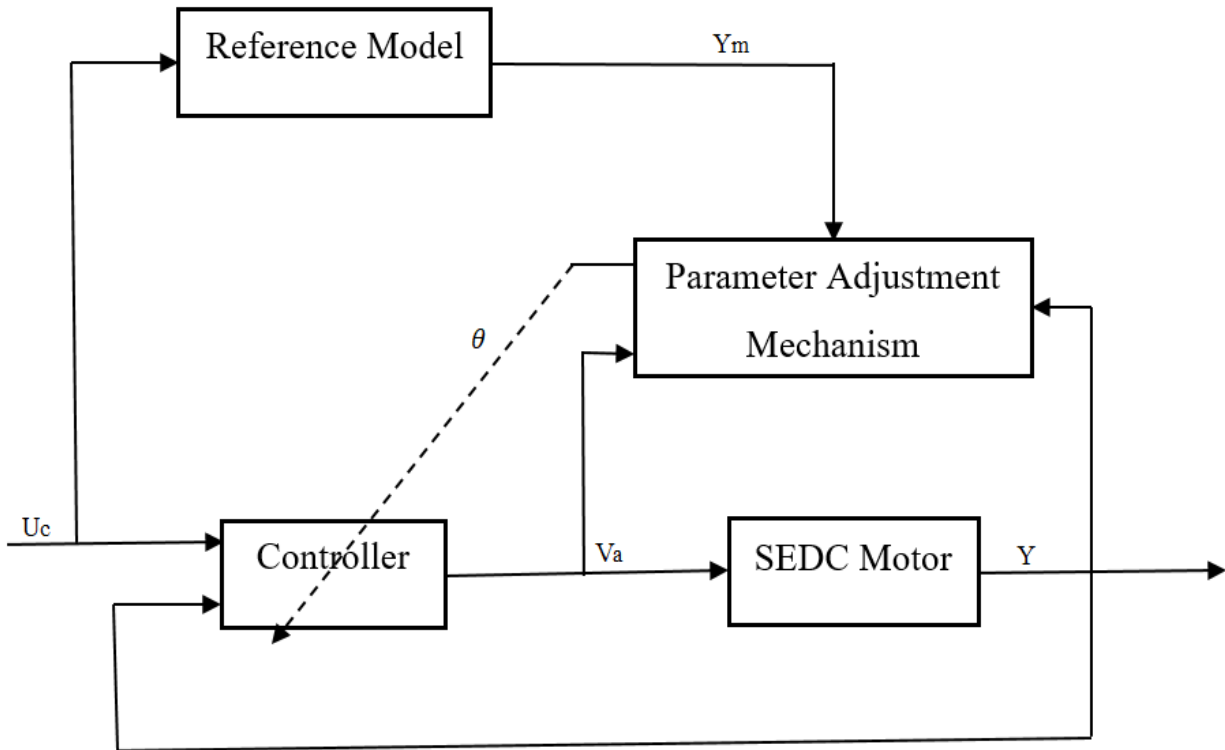 Reference Model
Ym
Parameter Adjustment
Mechanism
θ
Uc
Controller
Va
SEDC Motor
Y